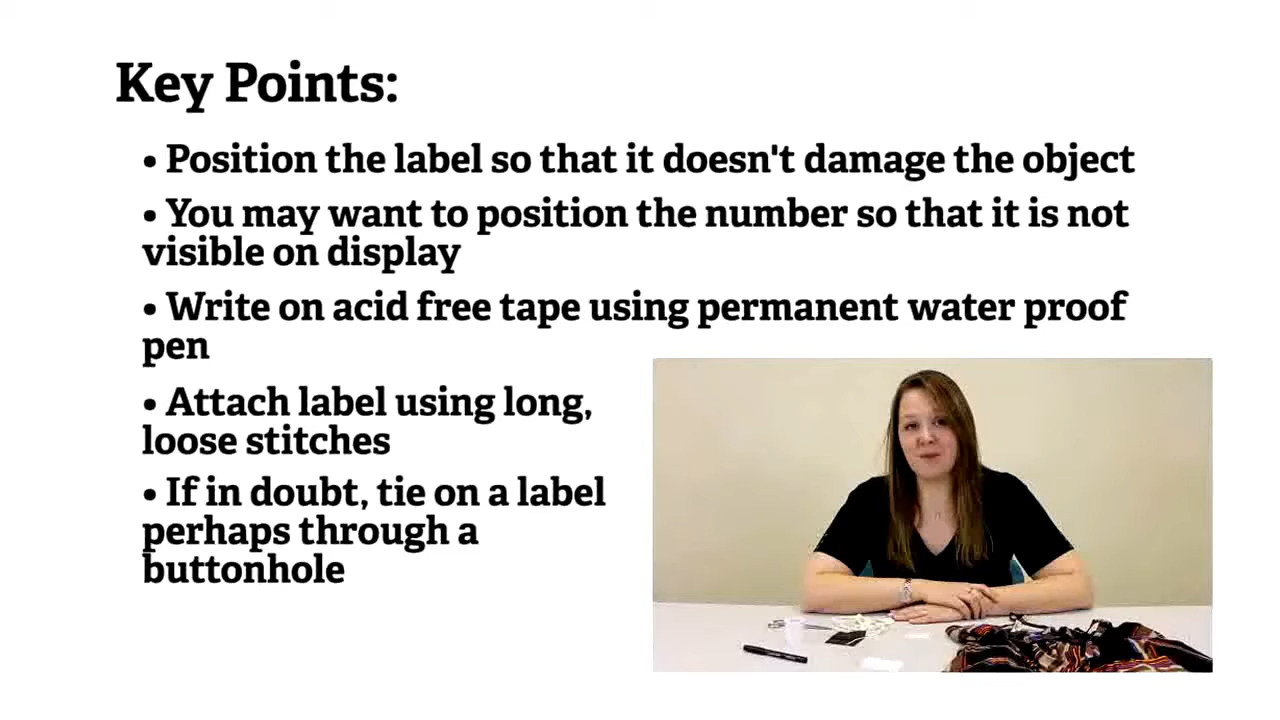 Key Points:
• Position the label so that it doesn't damage the object
• You may want to position the number so that it is not
visible on display
• Write on acid free tape using permanent water proof
pen
• Attach label using long,
loose stitches
• If in doubt, tie on a label
perhaps through a
buttonhole